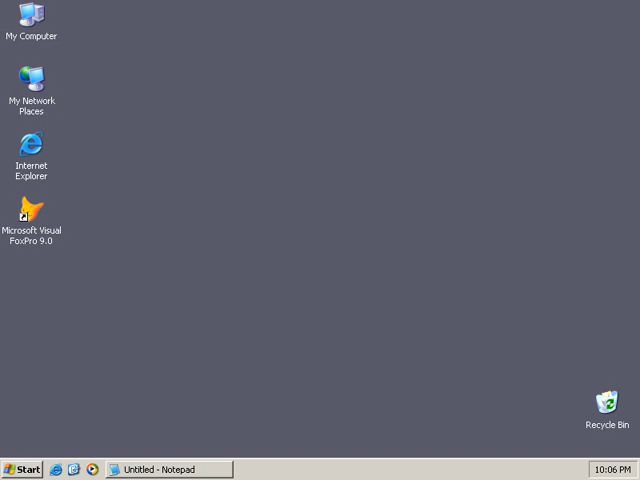 My Computer
My Network
Places
Internet
Explorer
Microsoft Visual
FoxPro 9.0
Recycle Bin
Start
Untitled - Notepad
10:06 PM